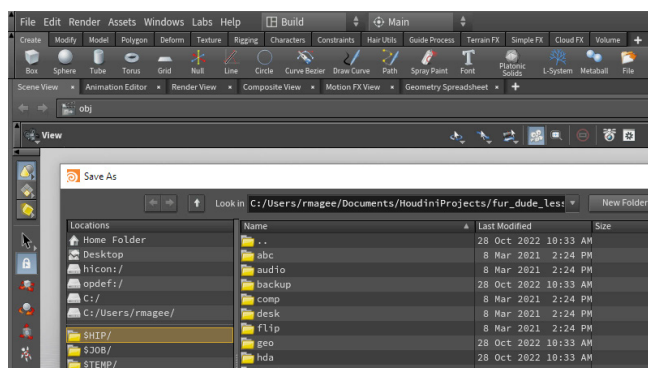 File Edit Render Assets Windows Labs Help Build Main
Create Modify Model Polygon Deform Texture Rigging Characters Constraints Hair Utils Guide Process Terrain FX Simple FX Cloud FX Volume +
Box Sphere Tube Torus Grid Null Line Circle Curve Bezier Draw Curve Path Spray Paint Font Platonic Solids L-System Metaball File
Scene View × Animation Editor × Render View × Composite View × Motion FX View × Geometry Spreadsheet × +
obj
View
Save As
Look in C:/Users/rmagee/Documents/HoudiniProjects/fur_dude_less New Folder
Locations Name Last Modified Size
Home Folder .. 28 Oct 2022 10:33 AM
Desktop abc 8 Mar 2021 2:24 PM
hicon:/ audio 8 Mar 2021 2:24 PM
opdef:/ backup 28 Oct 2022 10:33 AM
C:/ comp 8 Mar 2021 2:24 PM
C:/Users/rmagee/ desk 8 Mar 2021 2:24 PM
$HIP/ flip 8 Mar 2021 2:24 PM
$JOB/ geo 28 Oct 2022 10:33 AM
$TEMP/ hda 28 Oct 2022 10:33 AM